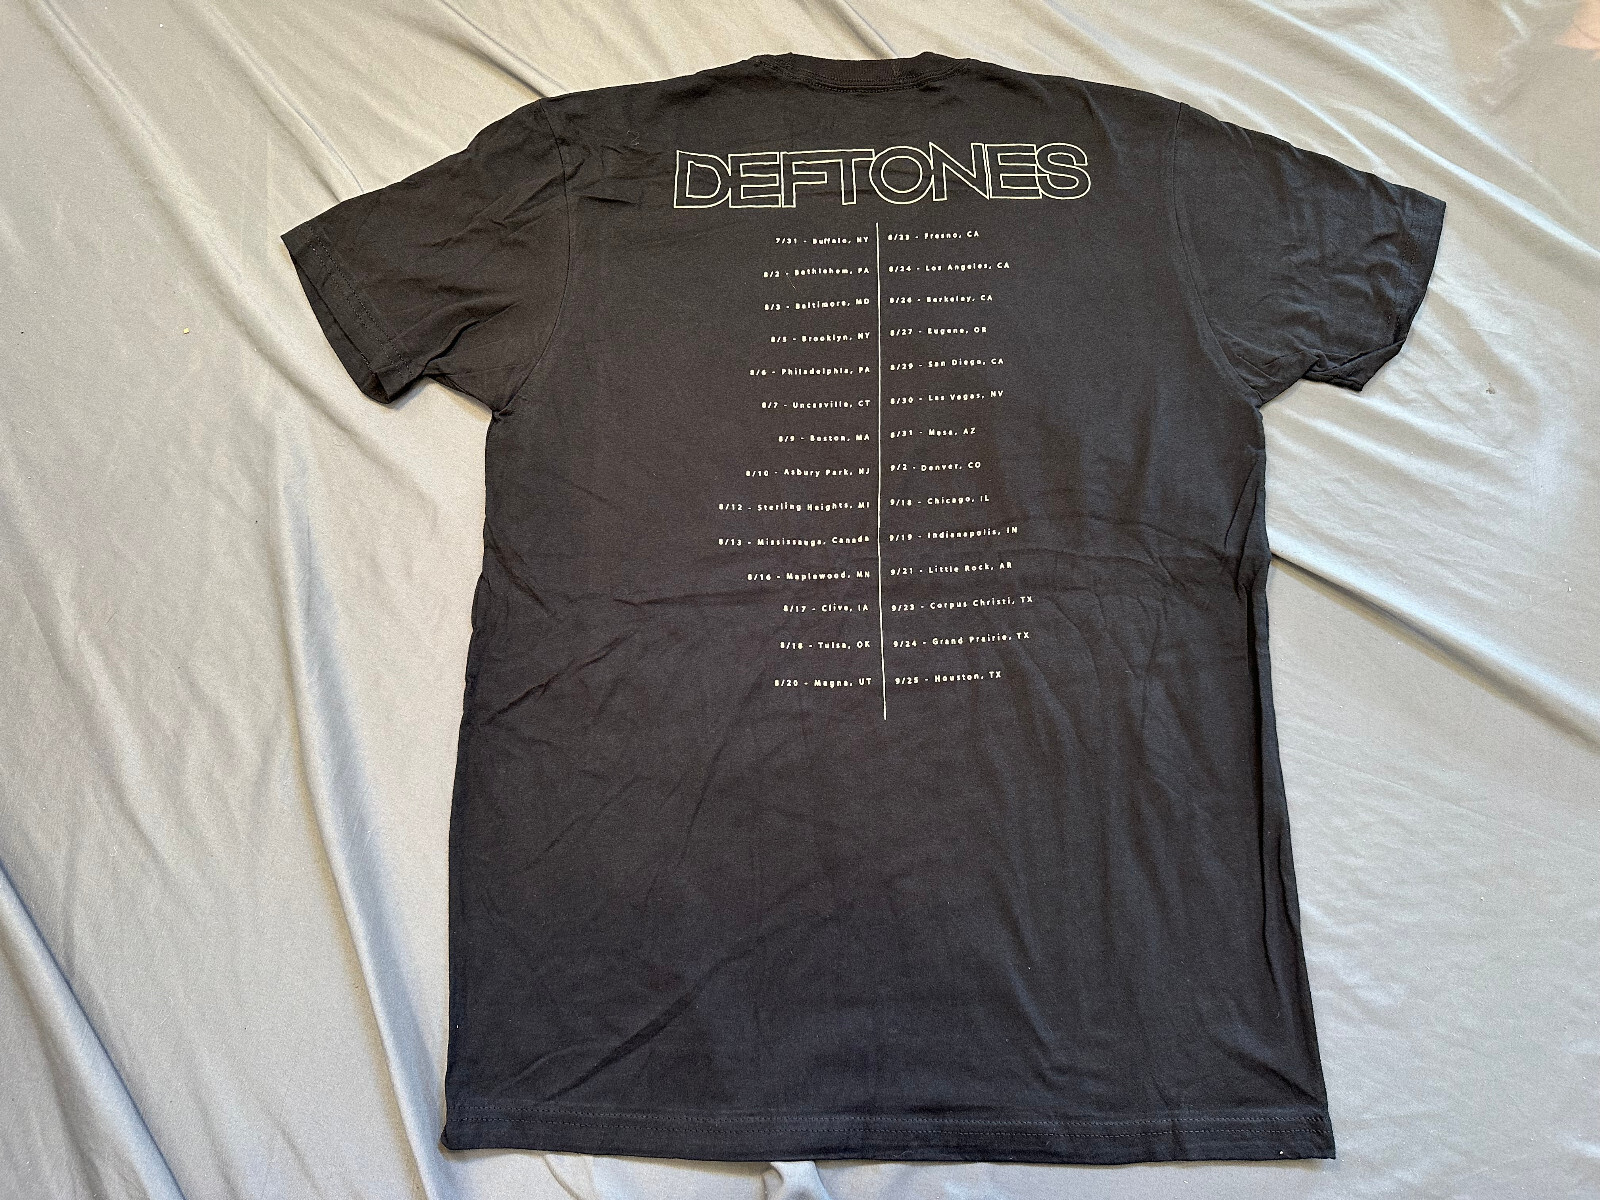 DEFTONES
7/31 - Buffalo, NY
8/2 - Bethlehem, PA
8/3 - Baltimore, MD
8/5 - Brooklyn, NY
8/6 - Philadelphia, PA
8/7 - Uncasville, CT
8/9 - Boston, MA
8/10 - Asbury Park, NJ
8/12 - Sterling Heights, MI
8/13 - Mississauga, Canada
8/16 - Maplewood, MN
8/17 - Clive, IA
8/18 - Tulsa, OK
8/20 - Magna, UT
8/23 - Fresno, CA
8/24 - Los Angeles, CA
8/26 - Berkeley, CA
8/27 - Eugene, OR
8/29 - San Diego, CA
8/30 - Las Vegas, NV
8/31 - Mesa, AZ
9/2 - Denver, CO
9/18 - Chicago, IL
9/19 - Indianapolis, IN
9/21 - Little Rock, AR
9/23 - Corpus Christi, TX
9/24 - Grand Prairie, TX
9/25 - Houston, TX